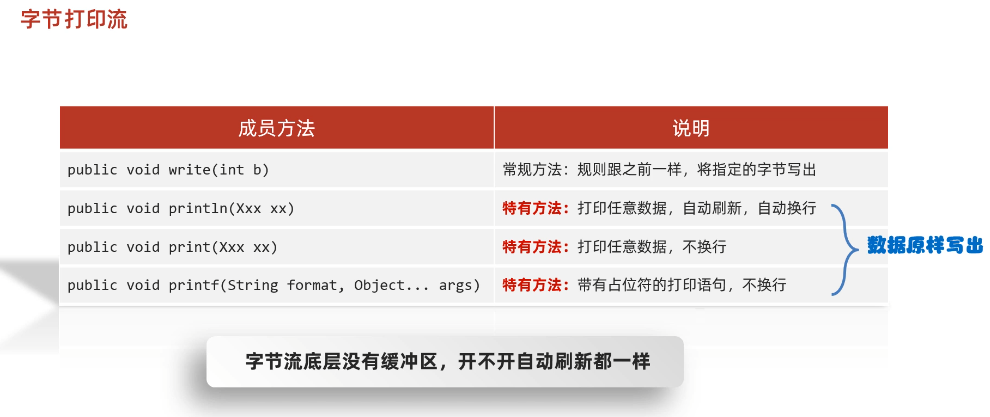 字节打印流
成员方法 说明
public void write(int b) 常规方法：规则跟之前一样，将指定的字节写出
public void println(Xxx xx) 特有方法：打印任意数据，自动刷新，自动换行
public void print(Xxx xx) 特有方法：打印任意数据，不换行
数据原样写出
public void printf(String format, Object... args) 特有方法：带有占位符的打印语句，不换行
字节流底层没有缓冲区，开不开自动刷新都一样